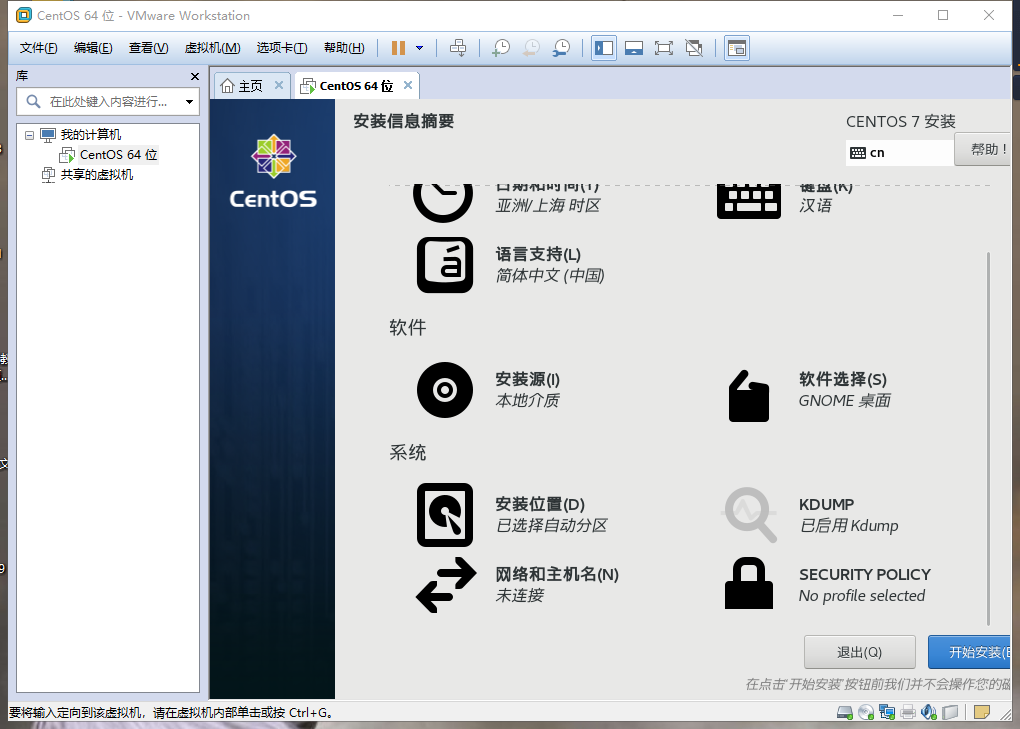 CentOS 64 位 - VMware Workstation
文件(F) 编辑(E) 查看(V) 虚拟机(M) 选项卡(T) 帮助(H)
库
主页
CentOS 64 位
在此处键入内容进行...
我的计算机
CentOS 64 位
共享的虚拟机
CentOS
安装信息摘要
CENTOS 7 安装
cn
帮助！
日期和时间(T)
亚洲/上海 时区
键盘(K)
汉语
语言支持(L)
简体中文 (中国)
软件
安装源(I)
本地介质
软件选择(S)
GNOME 桌面
系统
安装位置(D)
已选择自动分区
KDUMP
已启用 Kdump
网络和主机名(N)
未连接
SECURITY POLICY
No profile selected
退出(Q)
开始安装(
在点击'开始安装'按钮前我们并不会操作您的
要将输入定向到该虚拟机，请在虚拟机内部单击或按 Ctrl+G。